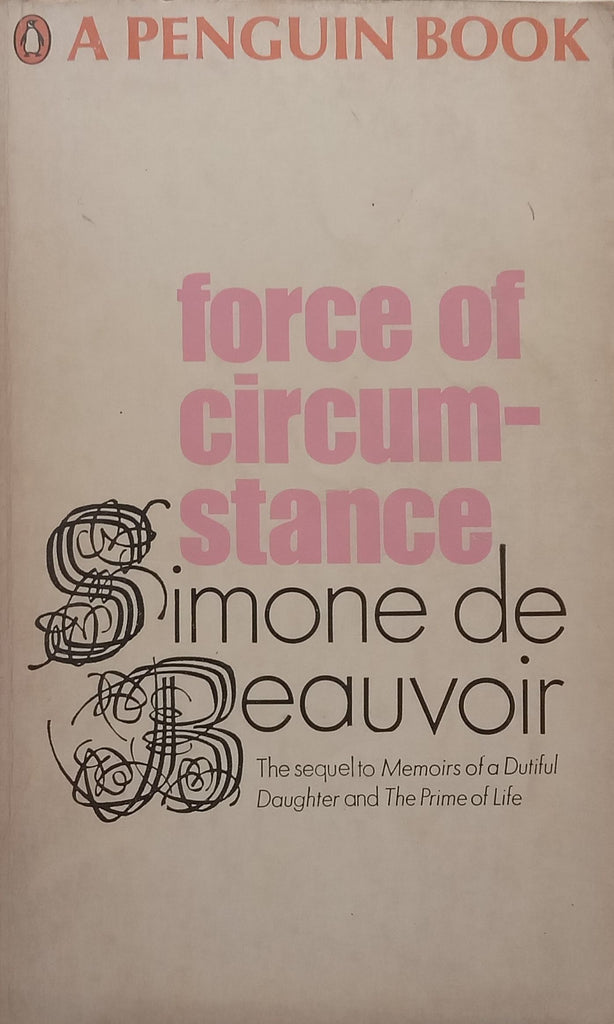 A PENGUIN BOOK
force of
circum-
stance
Simone de
Beauvoir
The sequel to Memoirs of a Dutiful
Daughter and The Prime of Life